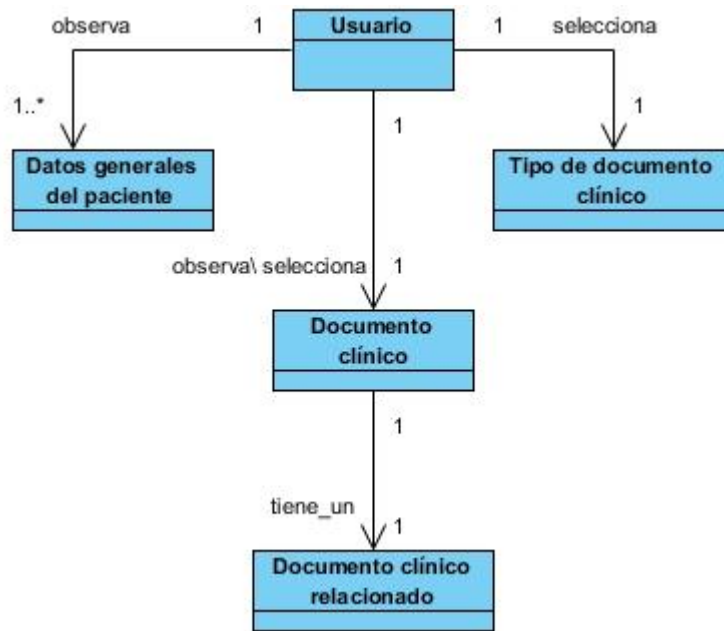 observa
1
Usuario
1
selecciona
1..*
1
1
Datos generales
del paciente
Tipo de documento
clínico
observa\ selecciona
1
Documento
clínico
1
tiene_un
1
Documento clínico
relacionado